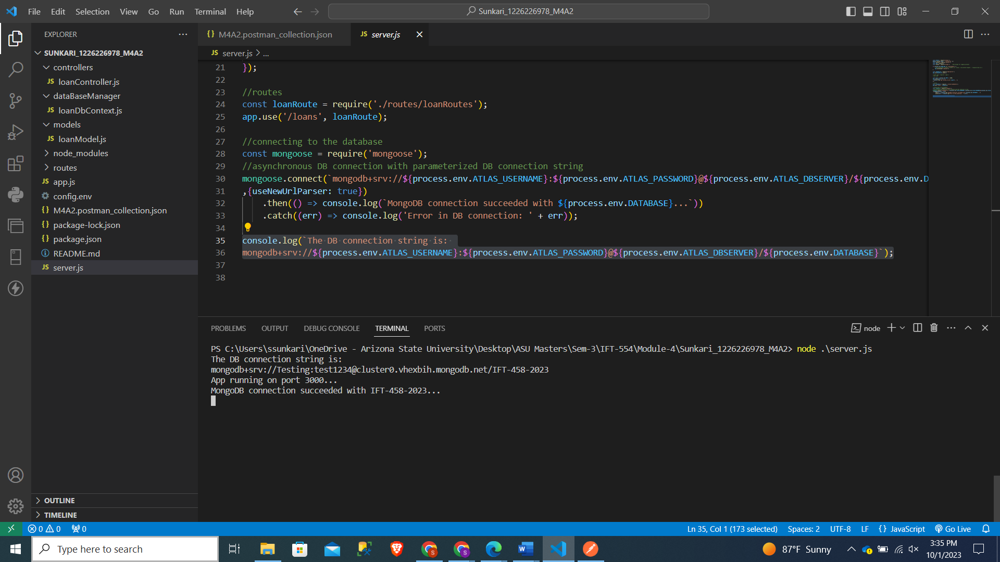 File Edit Selection View Go Run Terminal Help
Sunkari_1226226978_M4A2
EXPLORER
SUNKARI_1226226978_M4A2
controllers
JS loanController.js
dataBaseManager
JS loanDbContext.js
models
JS loanModel.js
node_modules
routes
JS app.js
config.env
{} M4A2.postman_collection.json
{} package-lock.json
{} package.json
README.md
JS server.js
OUTLINE
TIMELINE
{} M4A2.postman_collection.json
JS server.js
JS server.js > ...
21 });
22
23 //routes
24 const loanRoute = require('./routes/loanRoutes');
25 app.use('/loans', loanRoute);
26
27 //connecting to the database
28 const mongoose = require('mongoose');
29 //asynchronous DB connection with parameterized DB connection string
30 mongoose.connect(`mongodb+srv://${process.env.ATLAS_USERNAME}:${process.env.ATLAS_PASSWORD}@${process.env.ATLAS_DBSERVER}/${process.env.D
31 ,{useNewUrlParser: true})
32 .then(() => console.log(`MongoDB connection succeeded with ${process.env.DATABASE}...`))
33 .catch((err) => console.log('Error in DB connection: ' + err));
34
35 console.log(`The DB connection string is:
36 mongodb+srv://${process.env.ATLAS_USERNAME}:${process.env.ATLAS_PASSWORD}@${process.env.ATLAS_DBSERVER}/${process.env.DATABASE}`);
37
38
PROBLEMS OUTPUT DEBUG CONSOLE TERMINAL PORTS
node
PS C:\Users\ssunkari\OneDrive - Arizona State University\Desktop\ASU Masters\Sem-3\IFT-554\Module-4\Sunkari_1226226978_M4A2> node .\server.js
The DB connection string is:
mongodb+srv://Testing:test1234@cluster0.vhexbih.mongodb.net/IFT-458-2023
App running on port 3000...
MongoDB connection succeeded with IFT-458-2023...
0 0 0
Ln 35, Col 1 (173 selected) Spaces: 2 UTF-8 LF {} JavaScript Go Live
Type here to search
87°F Sunny
3:35 PM
10/1/2023